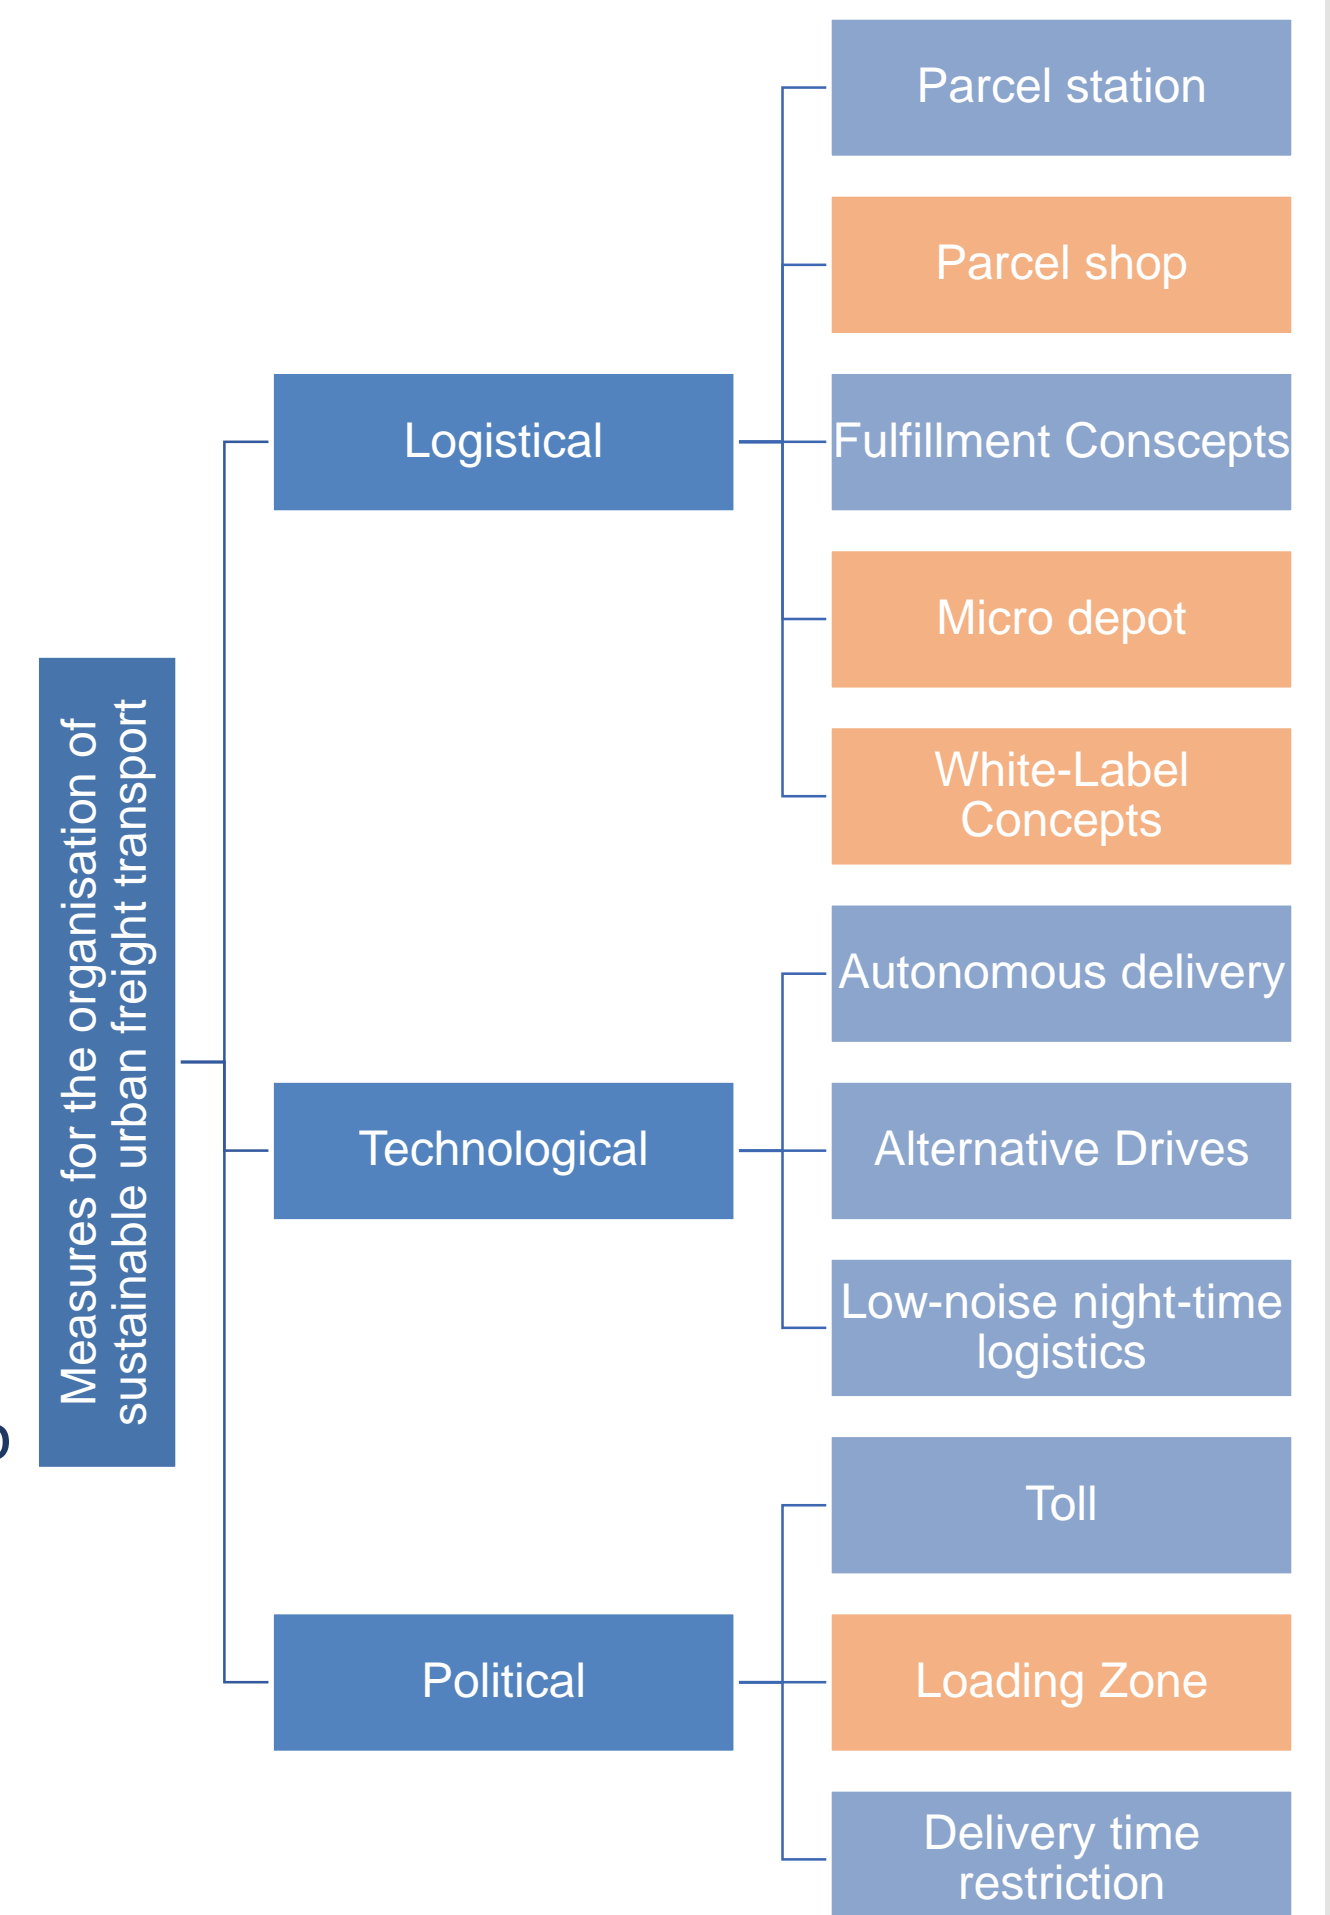 Measures for the organisation of
sustainable urban freight transport
Logistical
Parcel station
Parcel shop
Fulfillment Conscepts
Micro depot
White-Label
Concepts
Technological
Autonomous delivery
Alternative Drives
Low-noise night-time
logistics
Political
Toll
Loading Zone
Delivery time
restriction